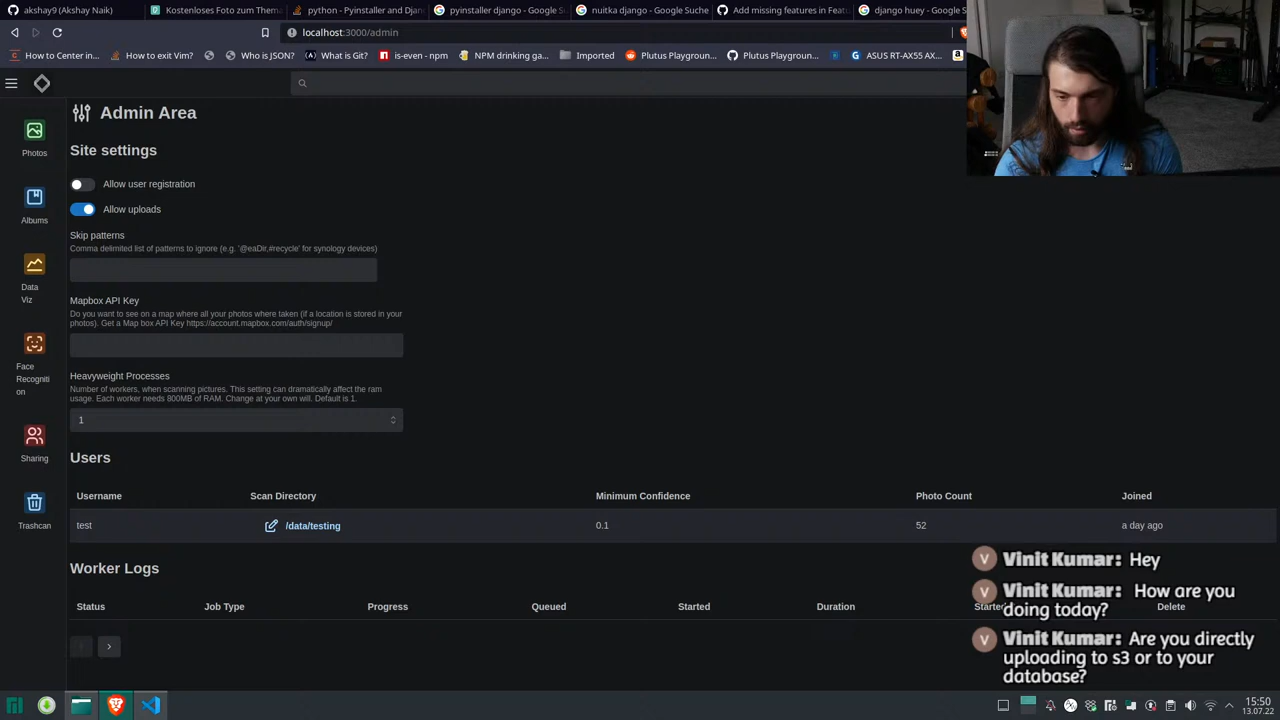 akshay9 (Akshay Naik)
Kostenloses Foto zum Them
python - Pyinstaller and Djan
pyinstaller django - Google S
nuitka django - Google Suche
Add missing features in Feat
django huey - Google S
localhost:3000/admin
How to Center in...
How to exit Vim?
Who is JSON?
What is Git?
is-even - npm
NPM drinking ga...
Imported
Plutus Playgroun...
Plutus Playgroun...
ASUS RT-AX55 AX...
Admin Area
Site settings
Photos
Allow user registration
Allow uploads
Albums
Skip patterns
Comma delimited list of patterns to ignore (e.g. '@eaDir,#recycle' for synology devices)
Data
Viz
Mapbox API Key
Do you want to see on a map where all your photos where taken (if a location is stored in your
photos). Get a Map box API Key https://account.mapbox.com/auth/signup/
Face
Recogniti
on
Heavyweight Processes
Number of workers, when scanning pictures. This setting can dramatically affect the ram
usage. Each worker needs 800MB of RAM. Change at your own will. Default is 1.
1
Sharing
Users
Username Scan Directory Minimum Confidence Photo Count Joined
Trashcan
test /data/testing 0.1 52 a day ago
Worker Logs
Status Job Type Progress Queued Started Duration Started Delete
Vinit Kumar: Hey
Vinit Kumar: How are you
doing today?
Vinit Kumar: Are you directly
uploading to s3 or to your
database?
15:50
13.07.22